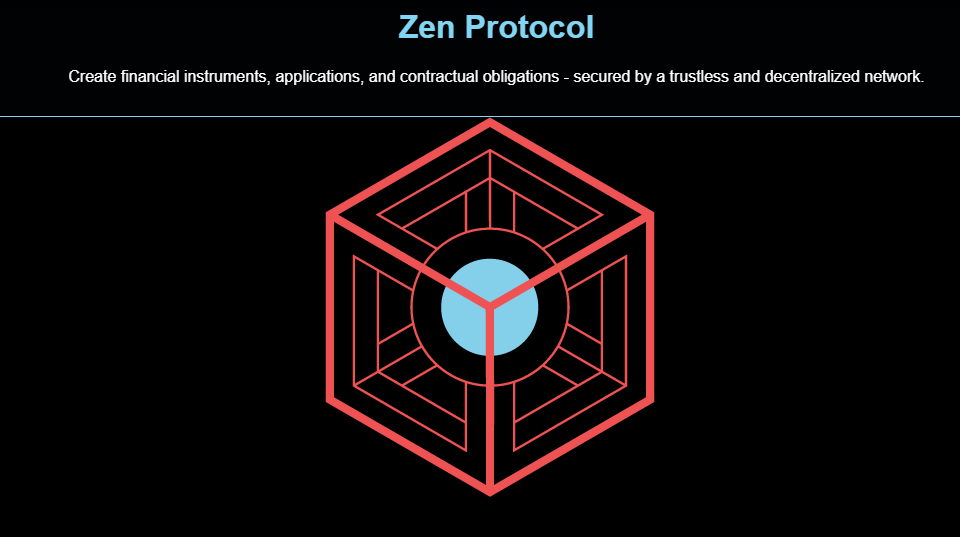 Zen Protocol
Create financial instruments, applications, and contractual obligations - secured by a trustless and decentralized network.